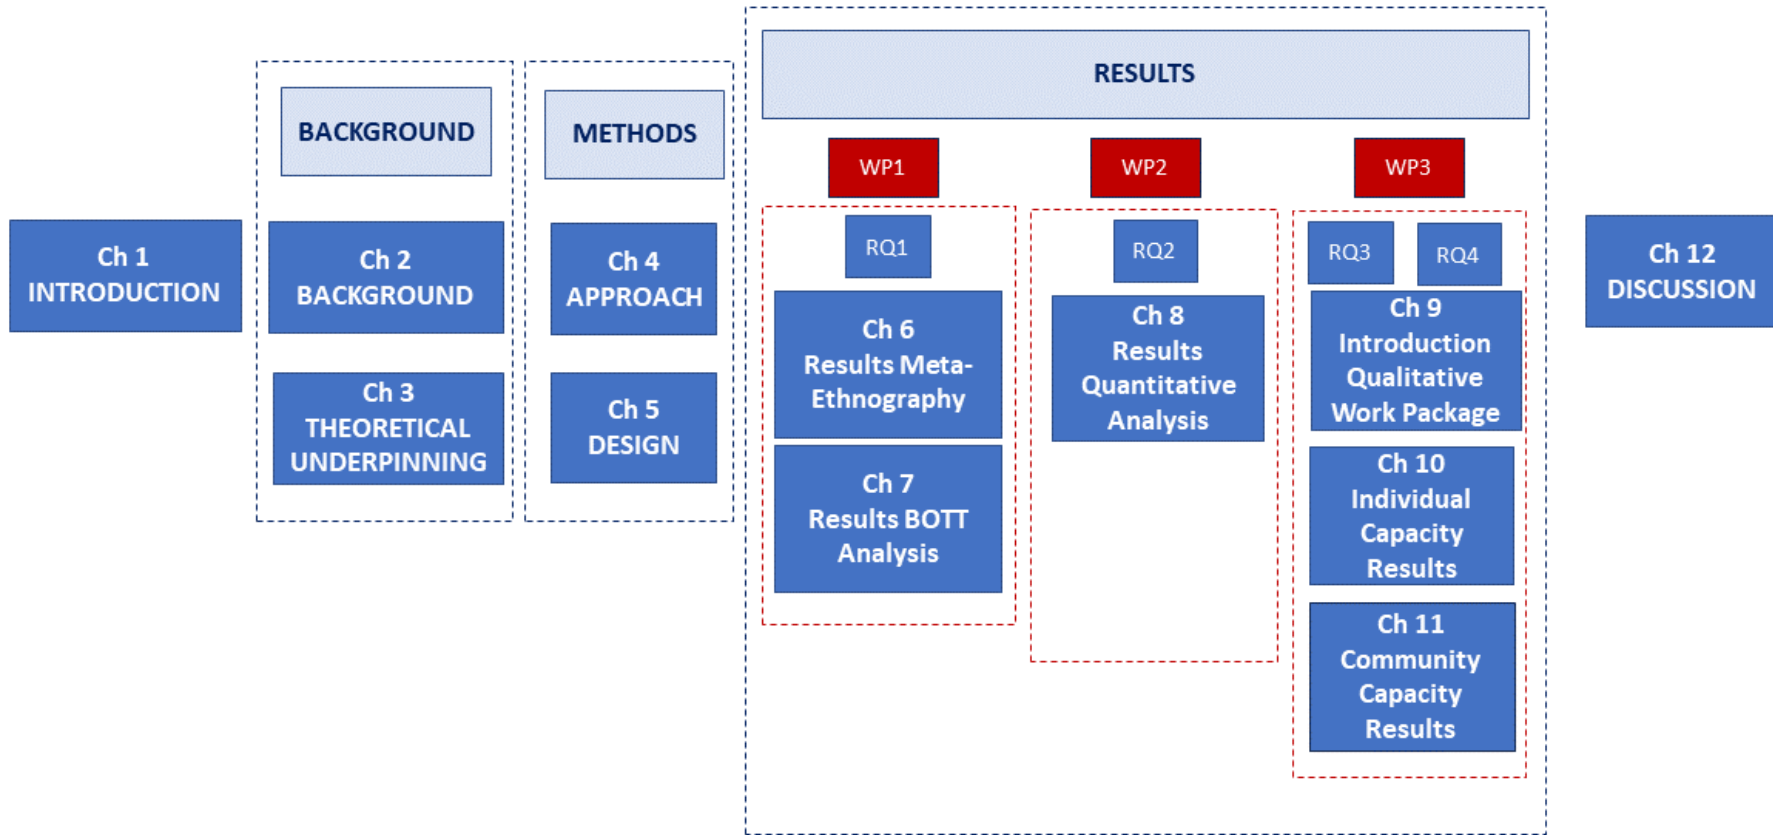 Ch 1
INTRODUCTION
BACKGROUND
Ch 2
BACKGROUND
Ch 3
THEORETICAL
UNDERPINNING
METHODS
Ch 4
APPROACH
Ch 5
DESIGN
RESULTS
WP1
RQ1
Ch 6
Results Meta-
Ethnography
Ch 7
Results BOTT
Analysis
WP2
RQ2
Ch 8
Results
Quantitative
Analysis
WP3
RQ3
RQ4
Ch 9
Introduction
Qualitative
Work Package
Ch 10
Individual
Capacity
Results
Ch 11
Community
Capacity
Results
Ch 12
DISCUSSION